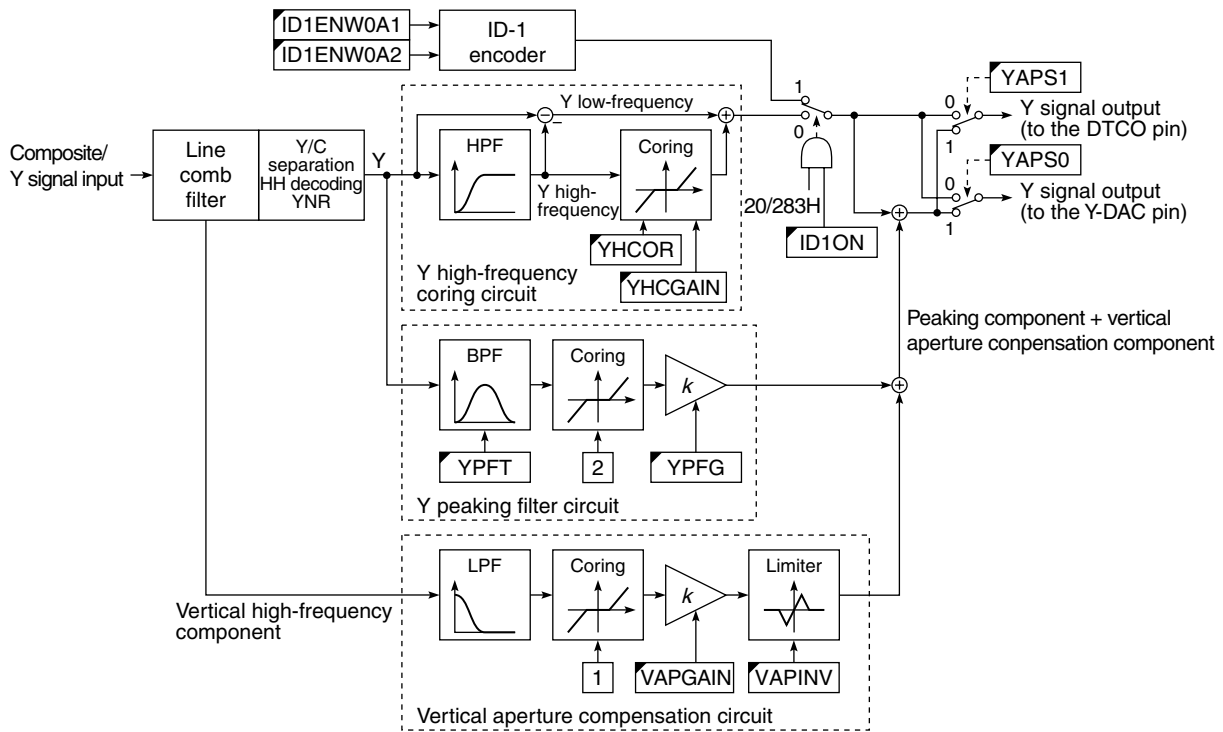 ID1ENW0A1
ID1ENW0A2
ID-1
encoder
YAPS1
Y signal output
(to the DTCO pin)
YAPS0
Y signal output
(to the Y-DAC pin)
0
1
0
1
1
0
20/283H
ID1ON
Composite/
Y signal input
Line
comb
filter
Y/C
separation
HH decoding
YNR
Y
Y low-frequency
–
HPF
Y high-
frequency
Coring
YHCOR
YHCGAIN
Y high-frequency
coring circuit
Peaking component + vertical
aperture conpensation component
BPF
Coring
k
YPFT
2
YPFG
Y peaking filter circuit
LPF
Coring
k
Limiter
Vertical high-frequency
component
1
VAPGAIN
VAPINV
Vertical aperture compensation circuit